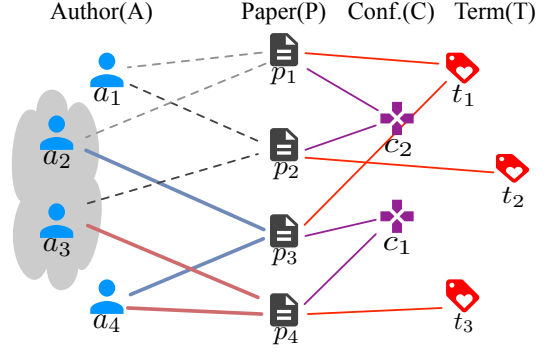 Author(A) Paper(P) Conf.(C) Term(T)
a₁ p₁ t₁
a₂ p₂ c₂ t₂
a₃ p₃ c₁
a₄ p₄ t₃